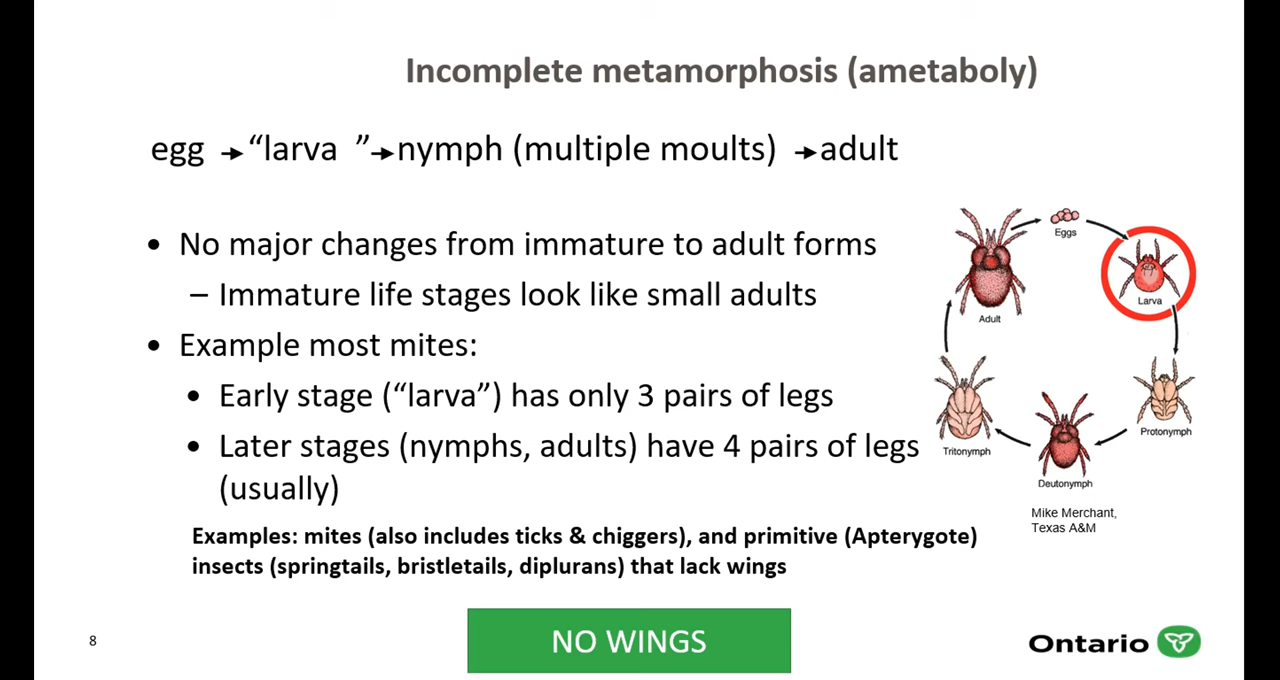 Incomplete metamorphosis (ametaboly)
egg → “larva ”→nymph (multiple moults) →adult
• No major changes from immature to adult forms
– Immature life stages look like small adults
• Example most mites:
• Early stage (“larva”) has only 3 pairs of legs
• Later stages (nymphs, adults) have 4 pairs of legs
(usually)
Examples: mites (also includes ticks & chiggers), and primitive (Apterygote)
insects (springtails, bristletails, diplurans) that lack wings
Eggs
Larva
Protonymph
Deutonymph
Tritonymph
Adult
Mike Merchant,
Texas A&M
8
NO WINGS
Ontario